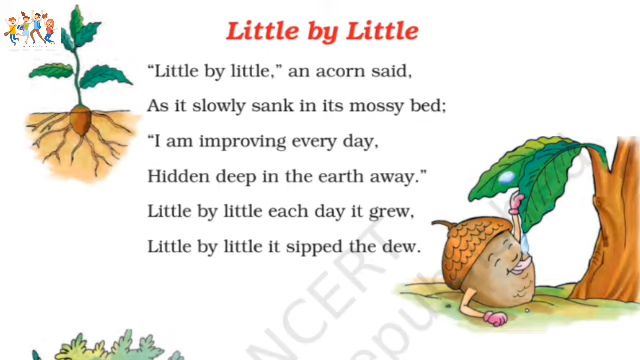 Little by Little
“Little by little,” an acorn said,
As it slowly sank in its mossy bed;
“I am improving every day,
Hidden deep in the earth away.”
Little by little each day it grew,
Little by little it sipped the dew.
NCERT